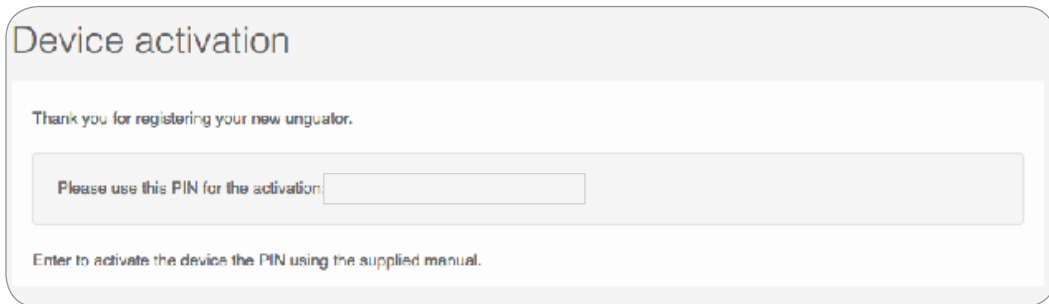 Device activation
Thank you for registering your new unguator.
Please use this PIN for the activation:
Enter to activate the device the PIN using the supplied manual.